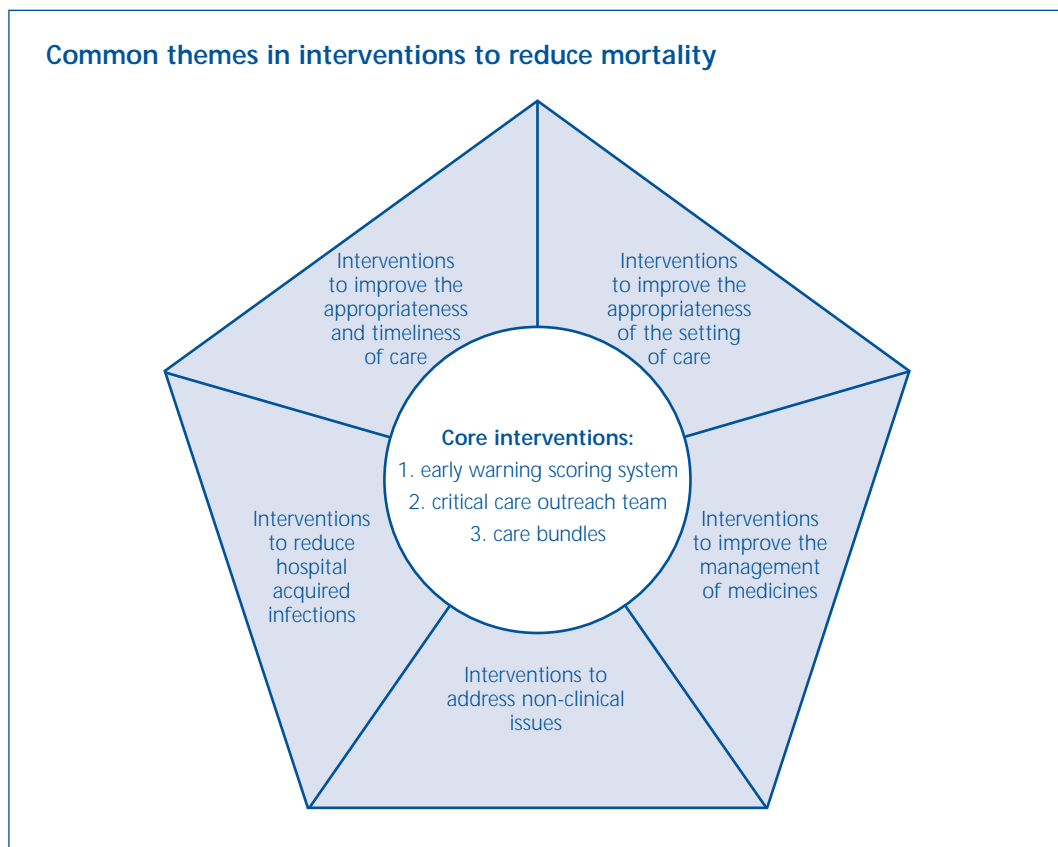 Common themes in interventions to reduce mortality
Interventions
to improve the
appropriateness
and timeliness
of care
Interventions
to improve the
appropriateness
of the setting
of care
Core interventions:
1. early warning scoring system
2. critical care outreach team
3. care bundles
Interventions
to reduce
hospital
acquired
infections
Interventions
to improve the
management
of medicines
Interventions to
address non-clinical
issues